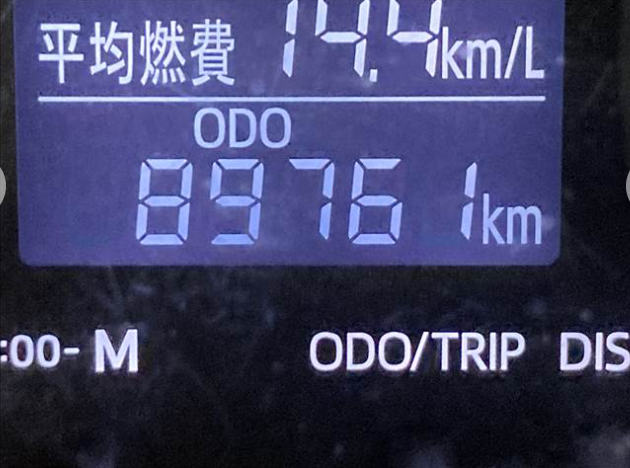 平均燃費 14.4km/L
ODO
89761km
:00- M ODO/TRIP DIS